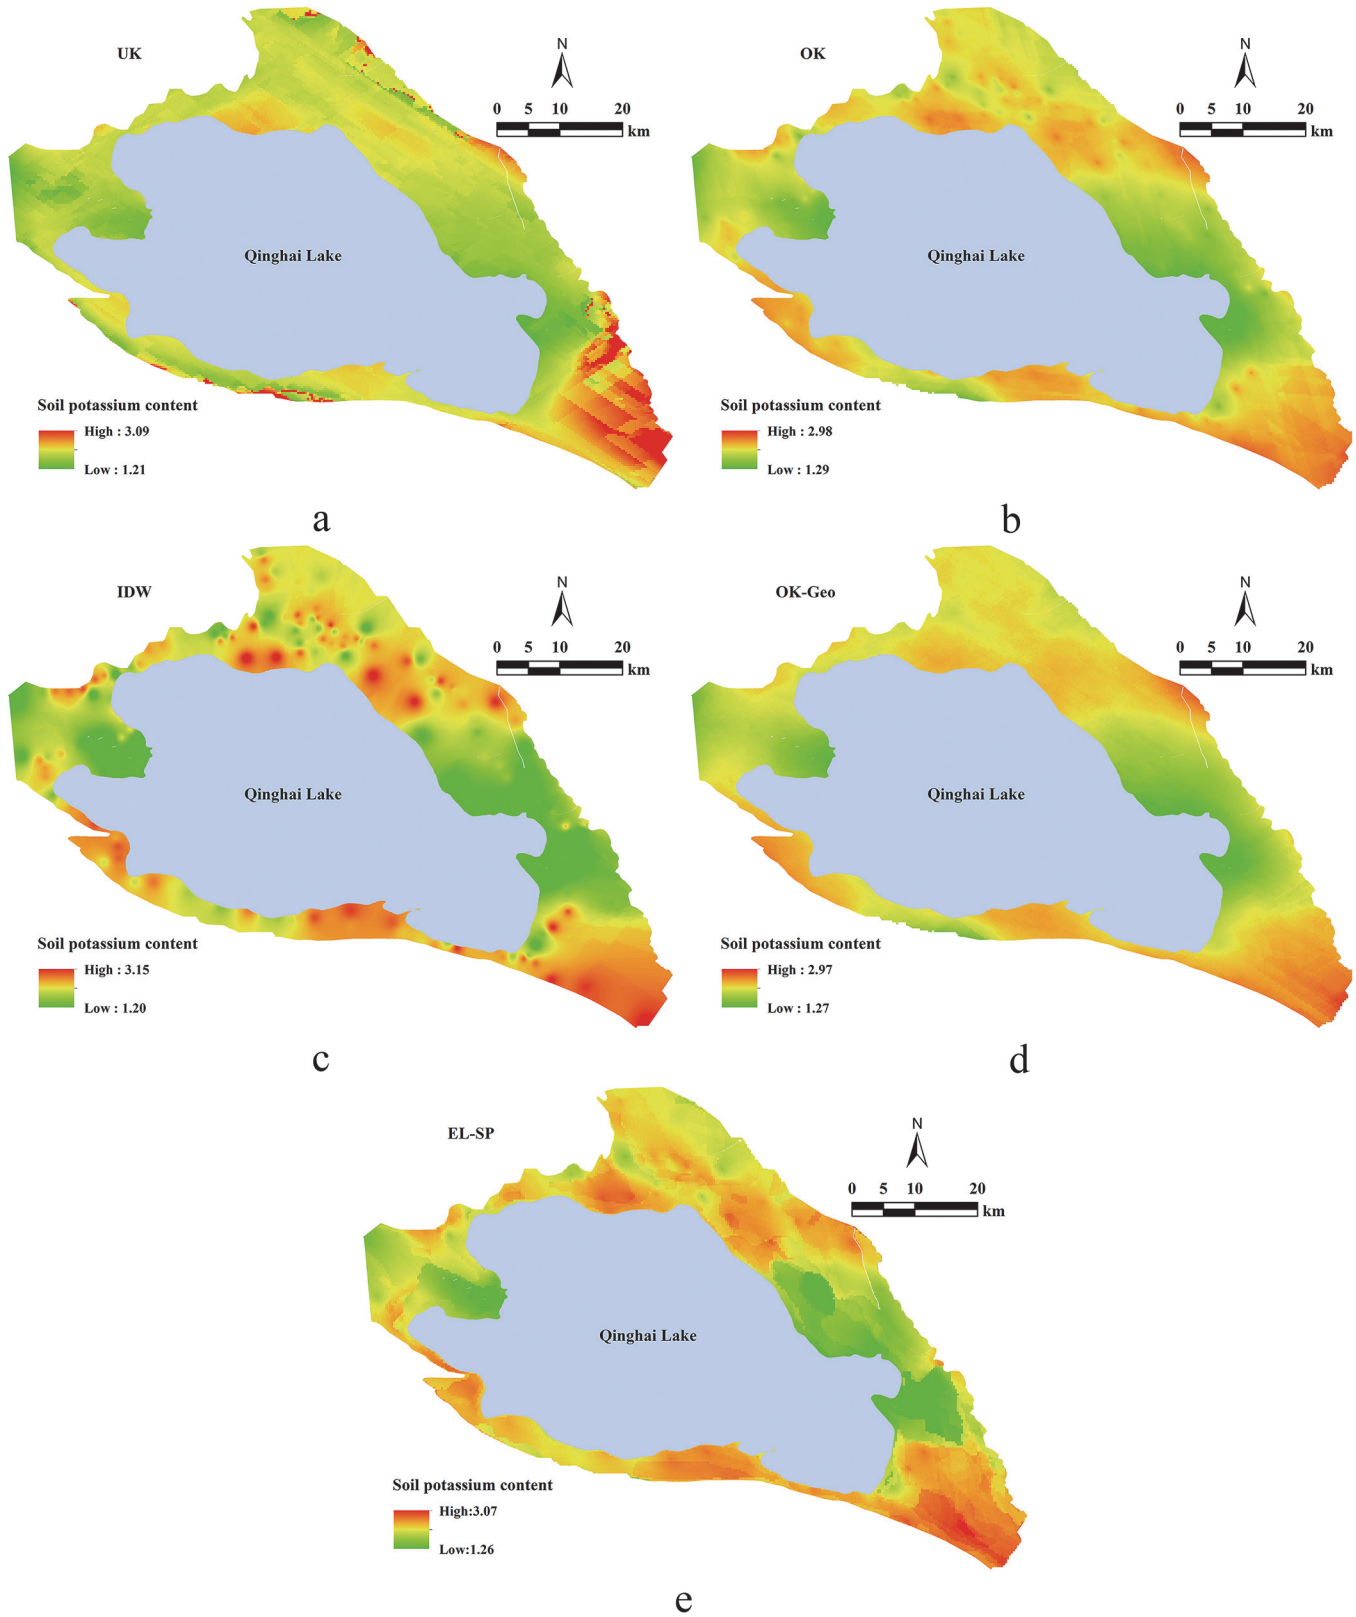 UK
N
0 5 10 20
km
Qinghai Lake
Soil potassium content
High : 3.09
Low : 1.21
a
OK
N
0 5 10 20
km
Qinghai Lake
Soil potassium content
High : 2.98
Low : 1.29
b
IDW
N
0 5 10 20
km
Qinghai Lake
Soil potassium content
High : 3.15
Low : 1.20
c
OK-Geo
N
0 5 10 20
km
Qinghai Lake
Soil potassium content
High : 2.97
Low : 1.27
d
EL-SP
N
0 5 10 20
km
Qinghai Lake
Soil potassium content
High:3.07
Low:1.26
e